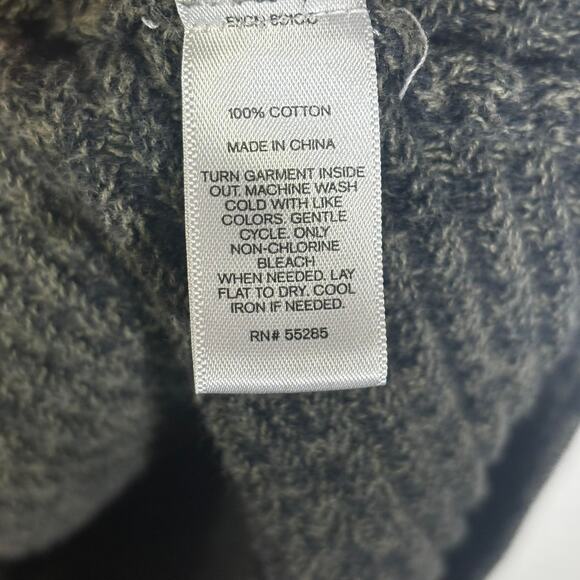 100% COTTON
MADE IN CHINA
TURN GARMENT INSIDE
OUT. MACHINE WASH
COLD WITH LIKE
COLORS. GENTLE
CYCLE. ONLY
NON-CHLORINE
BLEACH
WHEN NEEDED. LAY
FLAT TO DRY. COOL
IRON IF NEEDED.
RN# 55285